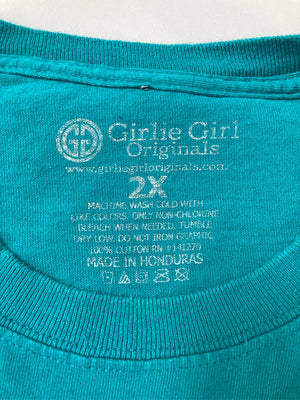 Girlie Girl
Originals
www.girliegirloriginals.com
2X
MACHINE WASH COLD WITH
LIKE COLORS. ONLY NON-CHLORINE
BLEACH WHEN NEEDED. TUMBLE
DRY LOW. DO NOT IRON GRAPHIC.
100% COTTON RN #141270
MADE IN HONDURAS